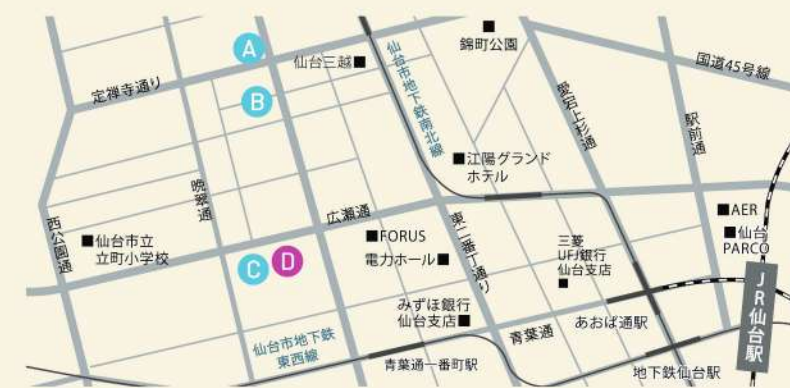 A
錦町公園
仙台三越
国道45号線
定禅寺通り
B
仙台市地下鉄南北線
愛宕上杉通
駅前通
江陽グランド
ホテル
晩翠通
西公園通
広瀬通
AER
仙台市立
立町小学校
FORUS
東二番丁通り
三菱
UFJ銀行
仙台支店
仙台
PARCO
C
D
電力ホール
JR仙台駅
みずほ銀行
仙台支店
あおば通駅
青葉通
仙台市地下鉄
東西線
青葉通一番町駅
地下鉄仙台駅